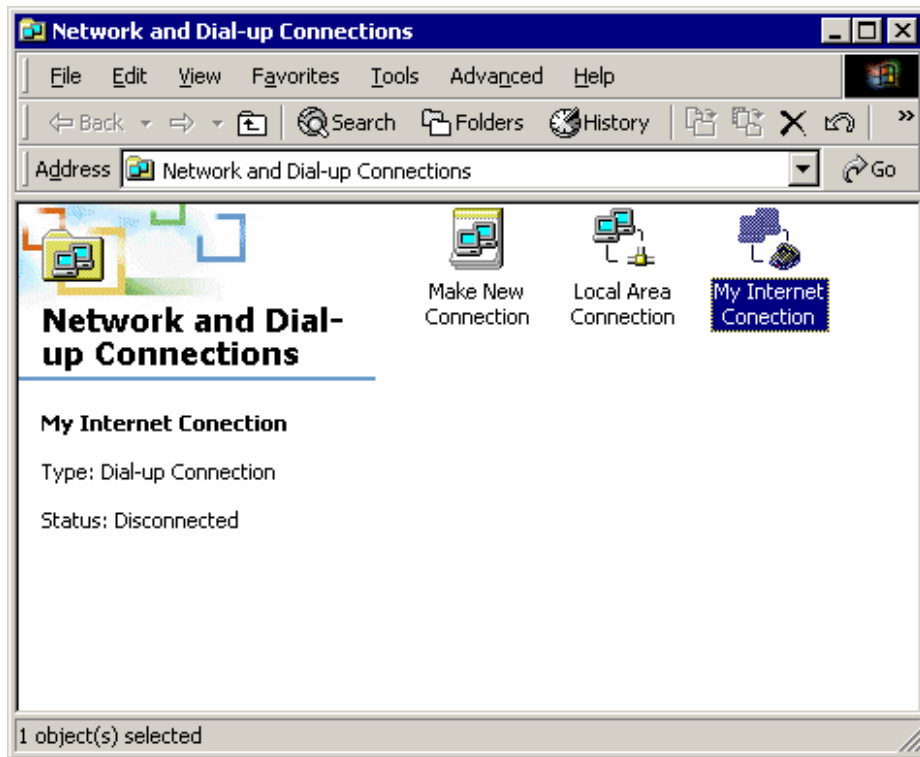 Network and Dial-up Connections
File Edit View Favorites Tools Advanced Help
Back Search Folders History »
Address Network and Dial-up Connections Go
Network and Dial-
up Connections
My Internet Conection
Type: Dial-up Connection
Status: Disconnected
Make New
Connection
Local Area
Connection
My Internet
Conection
1 object(s) selected